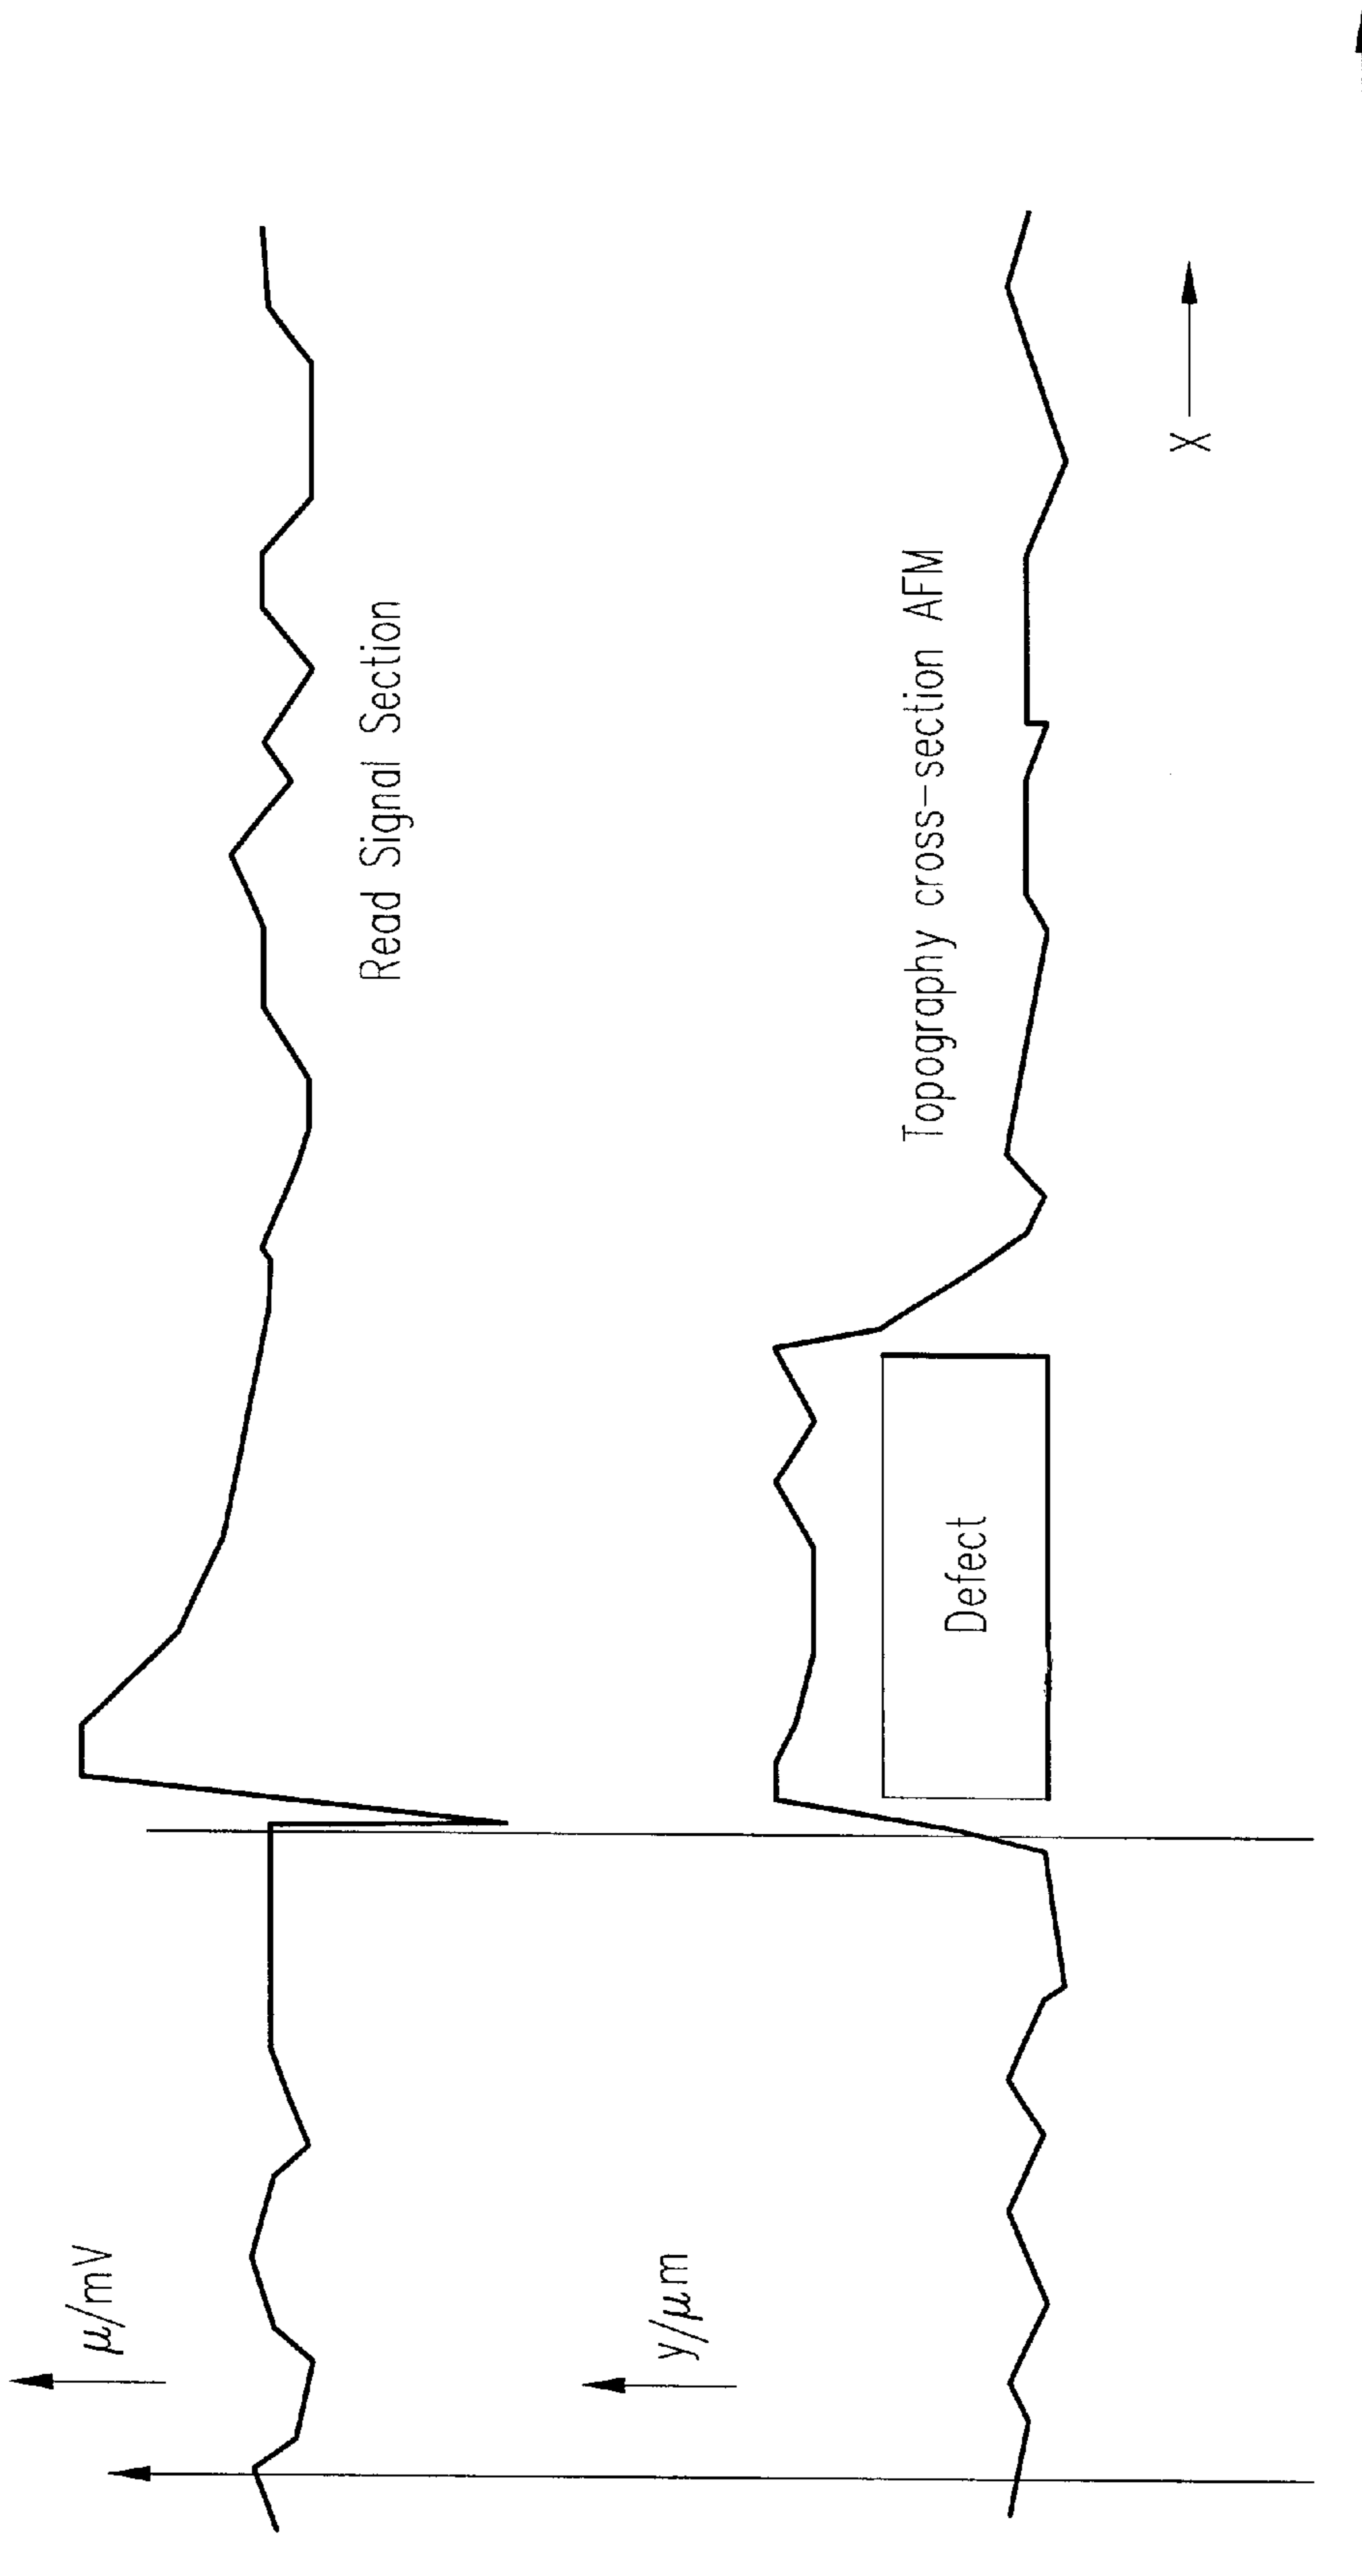 μ/mV
Read Signal Section
y/μm
Topography cross-section AFM
Defect
X